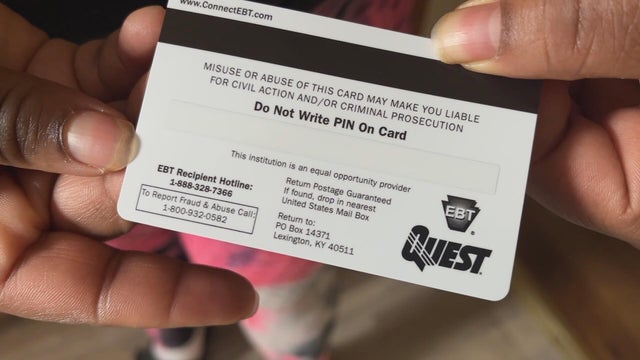 www.ConnectEBT.com
MISUSE OR ABUSE OF THIS CARD MAY MAKE YOU LIABLE
FOR CIVIL ACTION AND/OR CRIMINAL PROSECUTION
Do Not Write PIN On Card
This institution is an equal opportunity provider
EBT Recipient Hotline:
1-888-328-7366
To Report Fraud & Abuse Call:
1-800-932-0582
Return Postage Guaranteed
If found, drop in nearest
United States Mail Box
Return to:
PO Box 14371
Lexington, KY 40511
EBT
®
QUEST